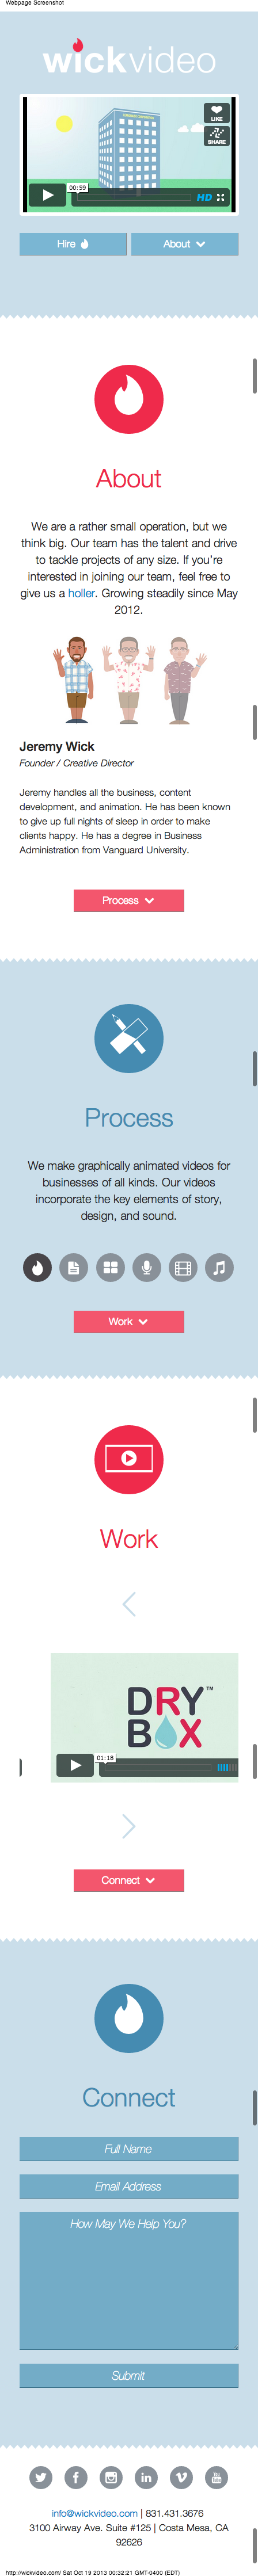 Webpage Screenshot
wickvideo
LIKE
SHARE
00:59
HD
Hire
About
About
We are a rather small operation, but we
think big. Our team has the talent and drive
to tackle projects of any size. If you're
interested in joining our team, feel free to
give us a holler. Growing steadily since May
2012.
Jeremy Wick
Founder / Creative Director
Jeremy handles all the business, content
development, and animation. He has been known
to give up full nights of sleep in order to make
clients happy. He has a degree in Business
Administration from Vanguard University.
Process
Process
We make graphically animated videos for
businesses of all kinds. Our videos
incorporate the key elements of story,
design, and sound.
Work
Work
DRY™
BOX
01:18
Connect
Connect
Full Name
Email Address
How May We Help You?
Submit
You
Tube
info@wickvideo.com | 831.431.3676
3100 Airway Ave. Suite #125 | Costa Mesa, CA
92626
http://wickvideo.com/ Sat Oct 19 2013 00:32:21 GMT-0400 (EDT)